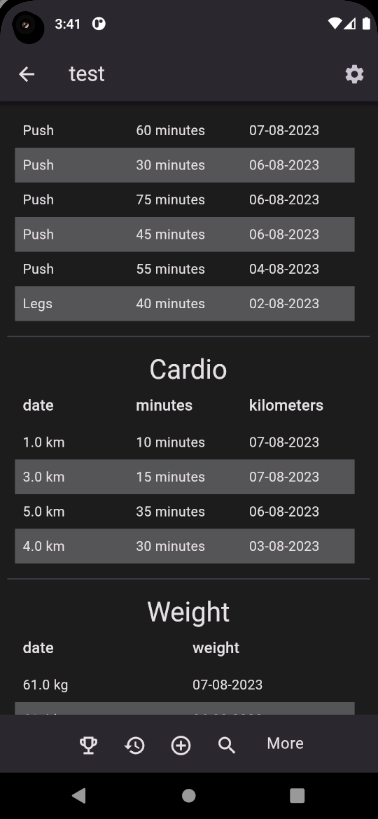 3:41
test
Push 60 minutes 07-08-2023
Push 30 minutes 06-08-2023
Push 75 minutes 06-08-2023
Push 45 minutes 06-08-2023
Push 55 minutes 04-08-2023
Legs 40 minutes 02-08-2023
Cardio
date minutes kilometers
1.0 km 10 minutes 07-08-2023
3.0 km 15 minutes 07-08-2023
5.0 km 35 minutes 06-08-2023
4.0 km 30 minutes 03-08-2023
Weight
date weight
61.0 kg 07-08-2023
More